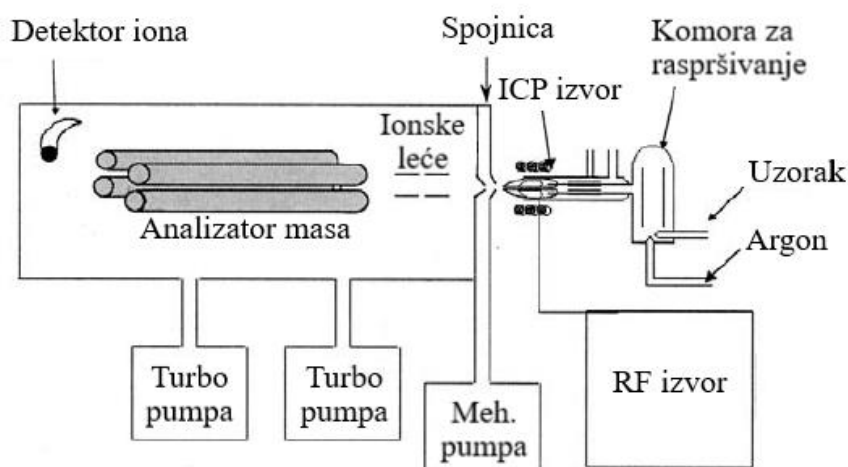 Detektor iona
Spojnica
Komora za
raspršivanje
ICP izvor
Ionske
leće
Uzorak
Analizator masa
Argon
Turbo
pumpa
Turbo
pumpa
Meh.
pumpa
RF izvor